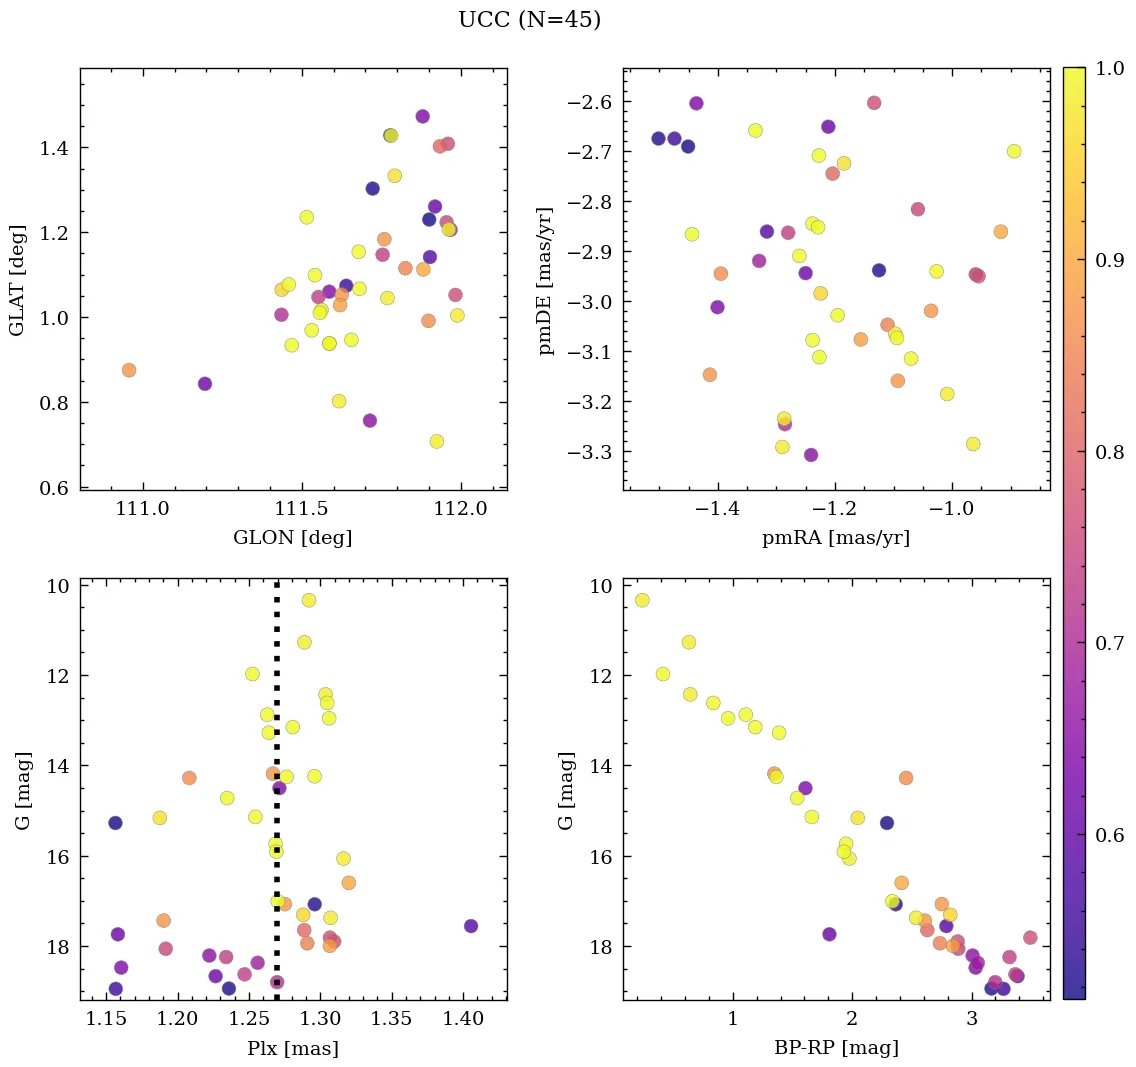 UCC (N=45)
1.4
1.2
1.0
0.8
0.6
GLAT [deg]
111.0 111.5 112.0
GLON [deg]
−2.6
−2.7
−2.8
−2.9
−3.0
−3.1
−3.2
−3.3
pmDE [mas/yr]
−1.4 −1.2 −1.0
pmRA [mas/yr]
1.0
0.9
0.8
0.7
0.6
10
12
14
16
18
G [mag]
1.15 1.20 1.25 1.30 1.35 1.40
Plx [mas]
10
12
14
16
18
G [mag]
1 2 3
BP-RP [mag]